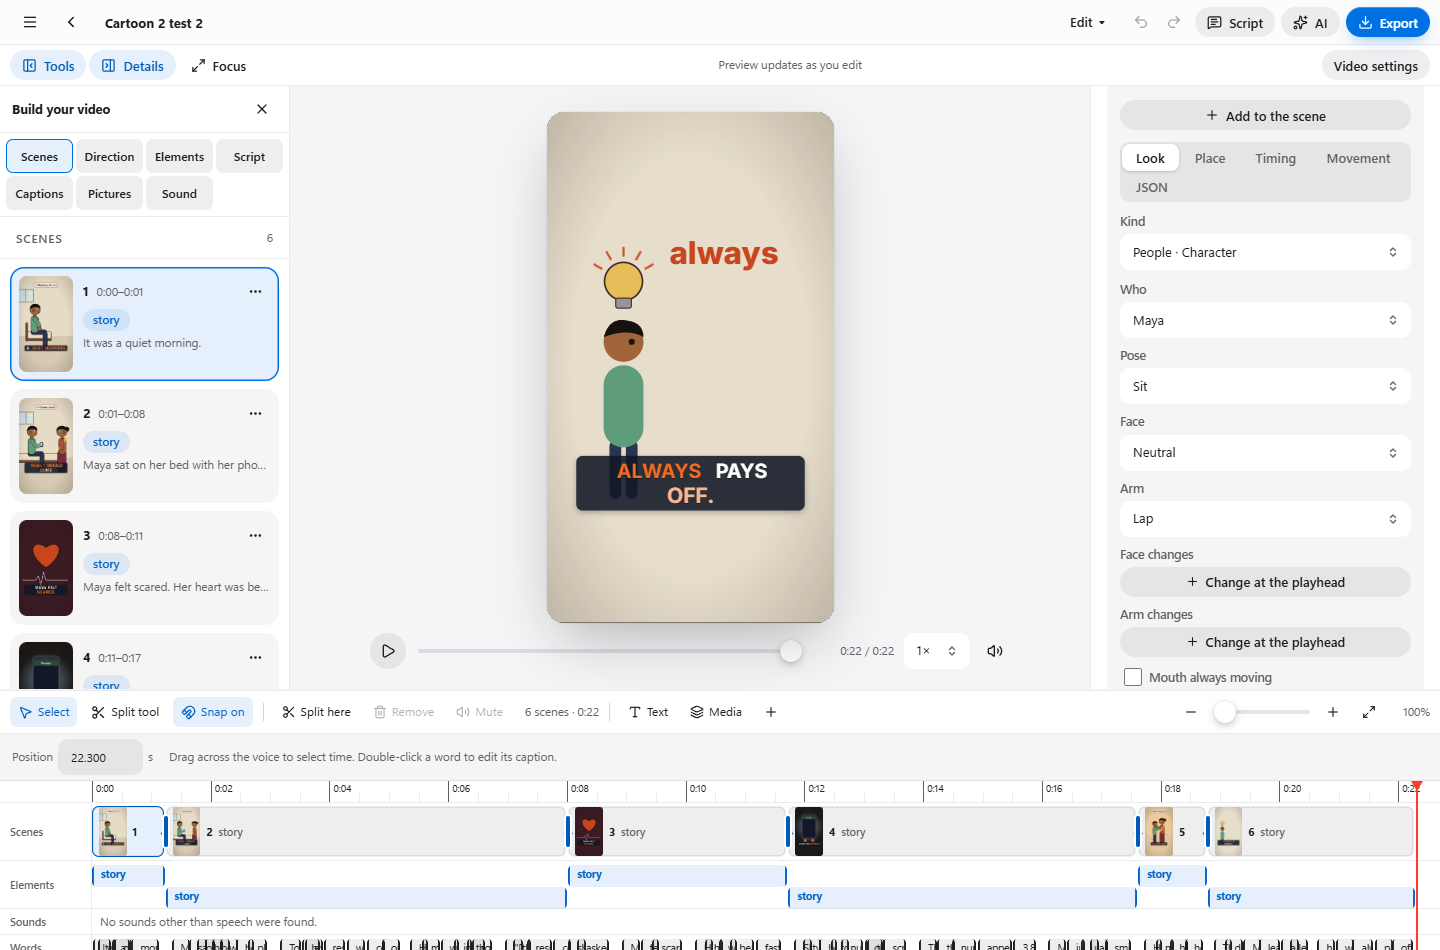 Cartoon 2 test 2
Edit
Script
AI
Export
Tools
Details
Focus
Preview updates as you edit
Video settings
Build your video
Scenes
Direction
Elements
Script
Captions
Pictures
Sound
SCENES
6
1 0:00–0:01
story
It was a quiet morning.
2 0:01–0:08
story
Maya sat on her bed with her pho...
3 0:08–0:11
story
Maya felt scared. Her heart was be...
4 0:11–0:17
story
always
ALWAYS PAYS
OFF.
0:22 / 0:22
1×
Add to the scene
Look
Place
Timing
Movement
JSON
Kind
People · Character
Who
Maya
Pose
Sit
Face
Neutral
Arm
Lap
Face changes
Change at the playhead
Arm changes
Change at the playhead
Mouth always moving
Select
Split tool
Snap on
Split here
Remove
Mute
6 scenes · 0:22
Text
Media
100%
Position
22.300
s
Drag across the voice to select time. Double-click a word to edit its caption.
0:00
0:02
0:04
0:06
0:08
0:10
0:12
0:14
0:16
0:18
0:20
Scenes
1
2 story
3 story
4 story
5
6 story
Elements
story
story
story
story
story
story
Sounds
No sounds other than speech were found.
Words